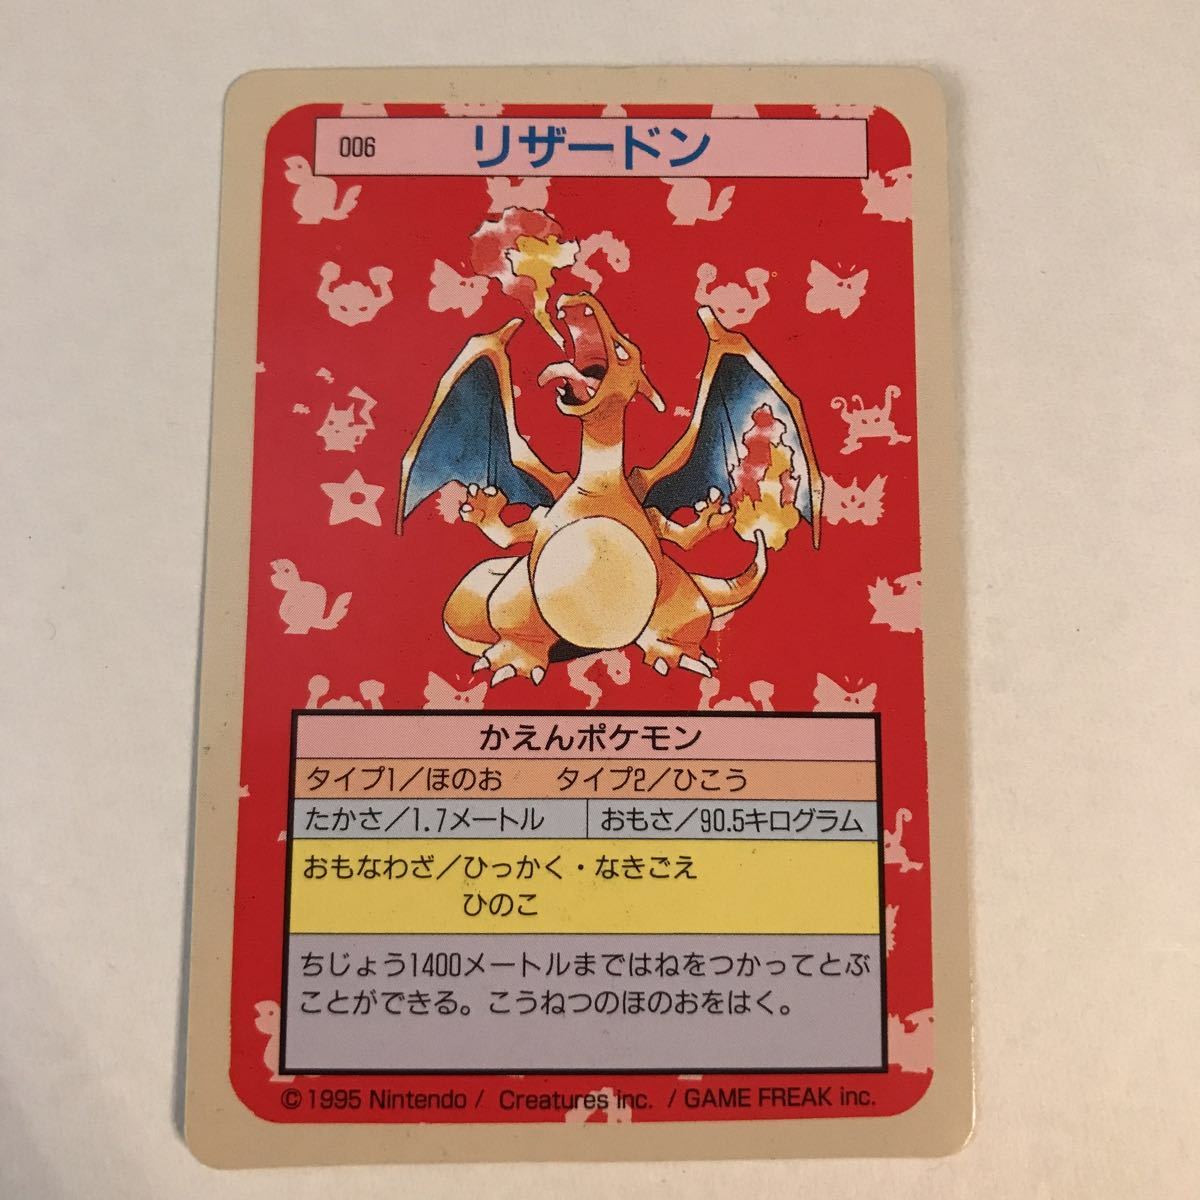 006 リザードン
かえんポケモン
タイプ1/ほのお タイプ2/ひこう
たかさ/1.7メートル おもさ/90.5キログラム
おもなわざ/ひっかく・なきごえ
ひのこ
ちじょう1400メートルまではねをつかってとぶ
ことができる。こうねつのほのおをはく。
©1995 Nintendo / Creatures inc. / GAME FREAK inc.